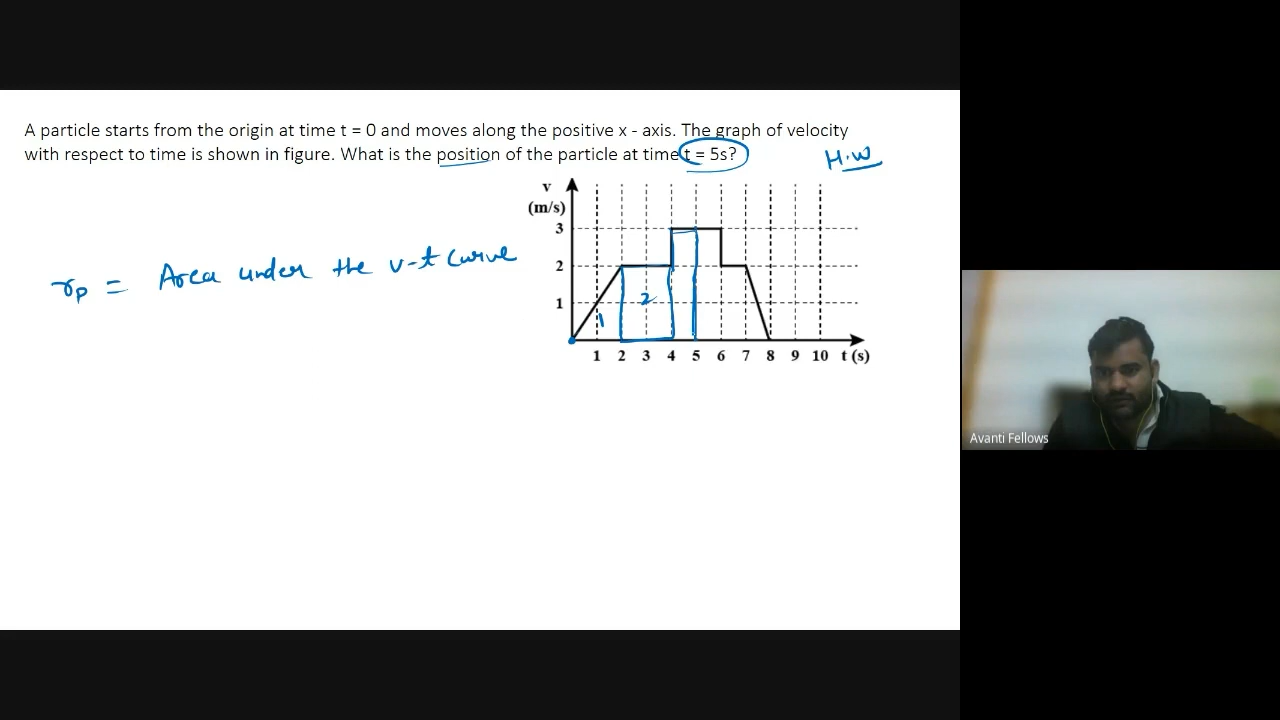 A particle starts from the origin at time t = 0 and moves along the positive x - axis. The graph of velocity
with respect to time is shown in figure. What is the position of the particle at time t = 5s?
H.W
v
(m/s)
3
2
1
rp = Area under the v-t curve
1
2
1 2 3 4 5 6 7 8 9 10 t (s)
Avanti Fellows